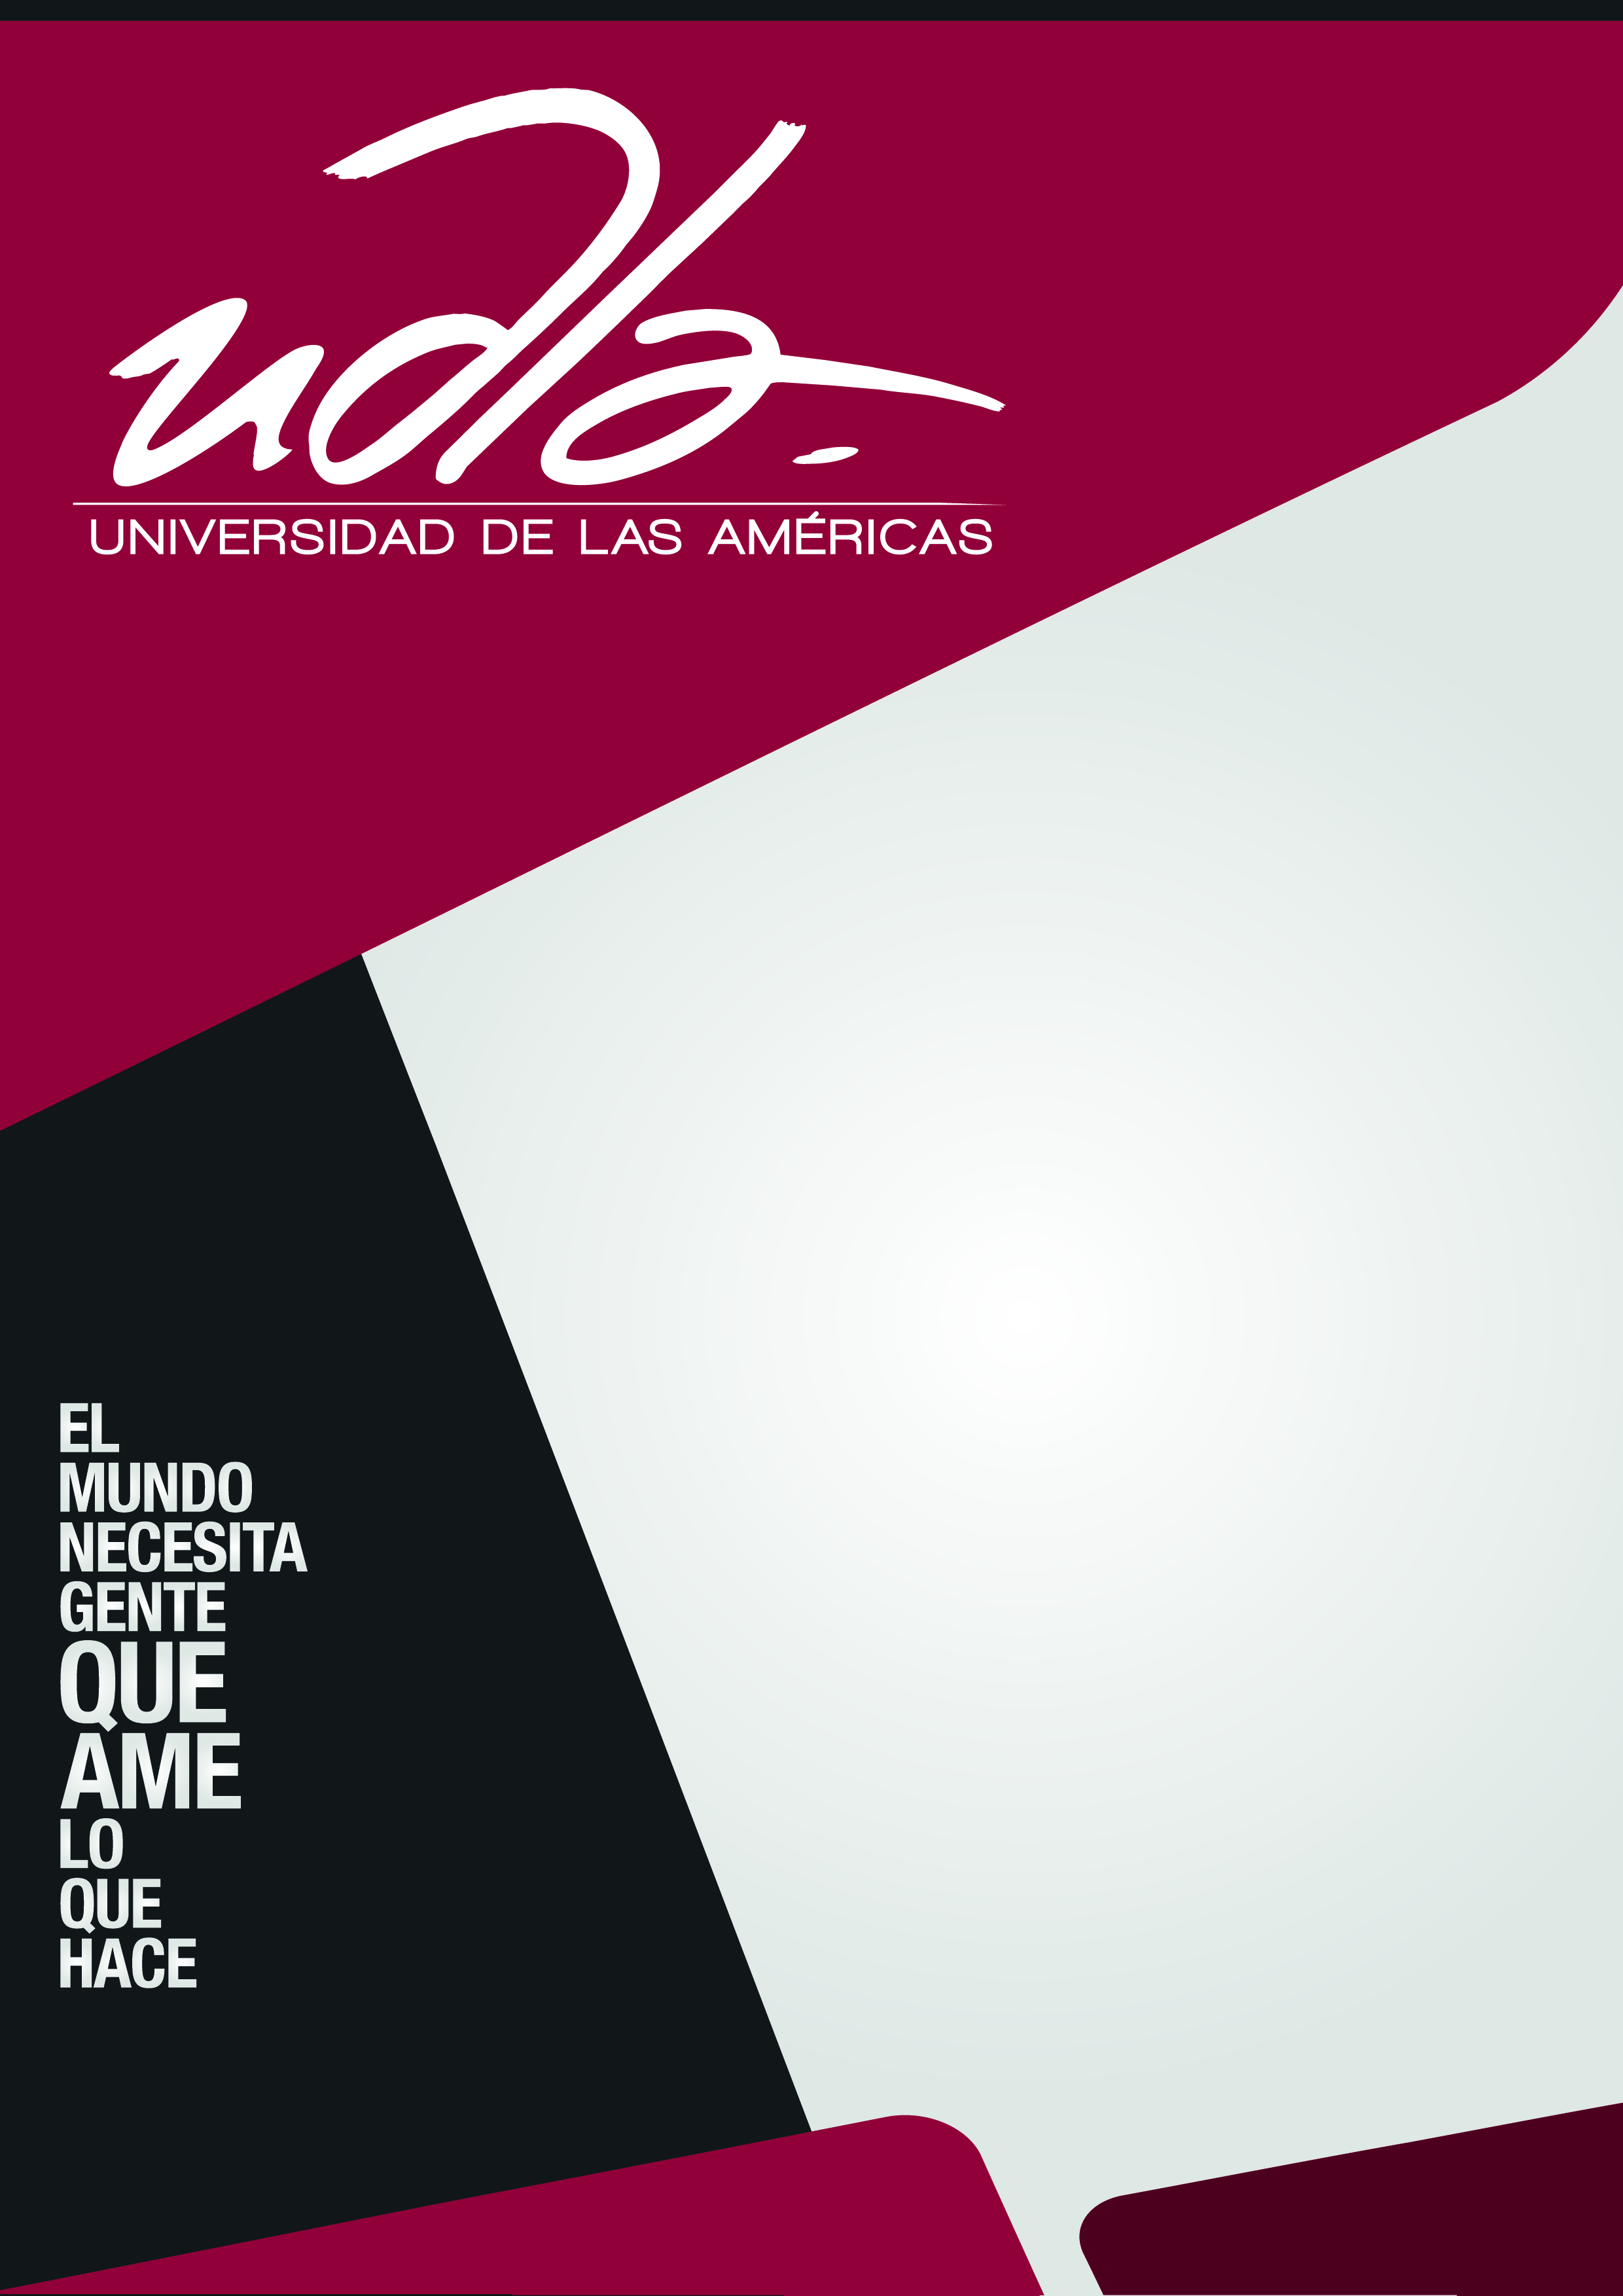 udla.
UNIVERSIDAD DE LAS AMÉRICAS
EL
MUNDO
NECESITA
GENTE
QUE
AME
LO
QUE
HACE